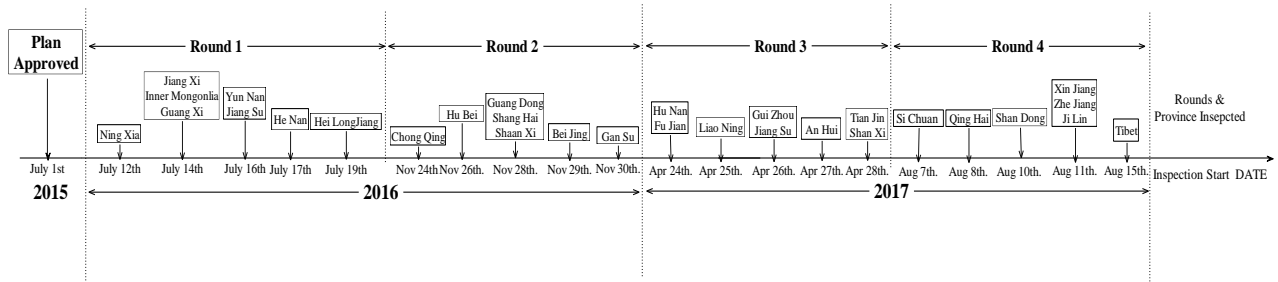 Plan
Approved
Round 1
Round 2
Round 3
Round 4
Ning Xia
Jiang Xi
Inner Mongonlia
Guang Xi
Yun Nan
Jiang Su
He Nan
Hei LongJiang
Chong Qing
Hu Bei
Guang Dong
Shang Hai
Shaan Xi
Bei Jing
Gan Su
Hu Nan
Fu Jian
Liao Ning
Gui Zhou
Jiang Su
An Hui
Tian Jin
Shan Xi
Si Chuan
Qing Hai
Shan Dong
Xin Jiang
Zhe Jiang
Ji Lin
Tibet
Rounds &
Province Insepcted
July 1st
July 12th
July 14th
July 16th
July 17th
July 19th
Nov 24th
Nov 26th.
Nov 28th.
Nov 29th.
Nov 30th.
Apr 24th.
Apr 25th.
Apr 26th.
Apr 27th.
Apr 28th.
Aug 7th.
Aug 8th.
Aug 10th.
Aug 11th.
Aug 15th.
Inspection Start DATE
2015
2016
2017